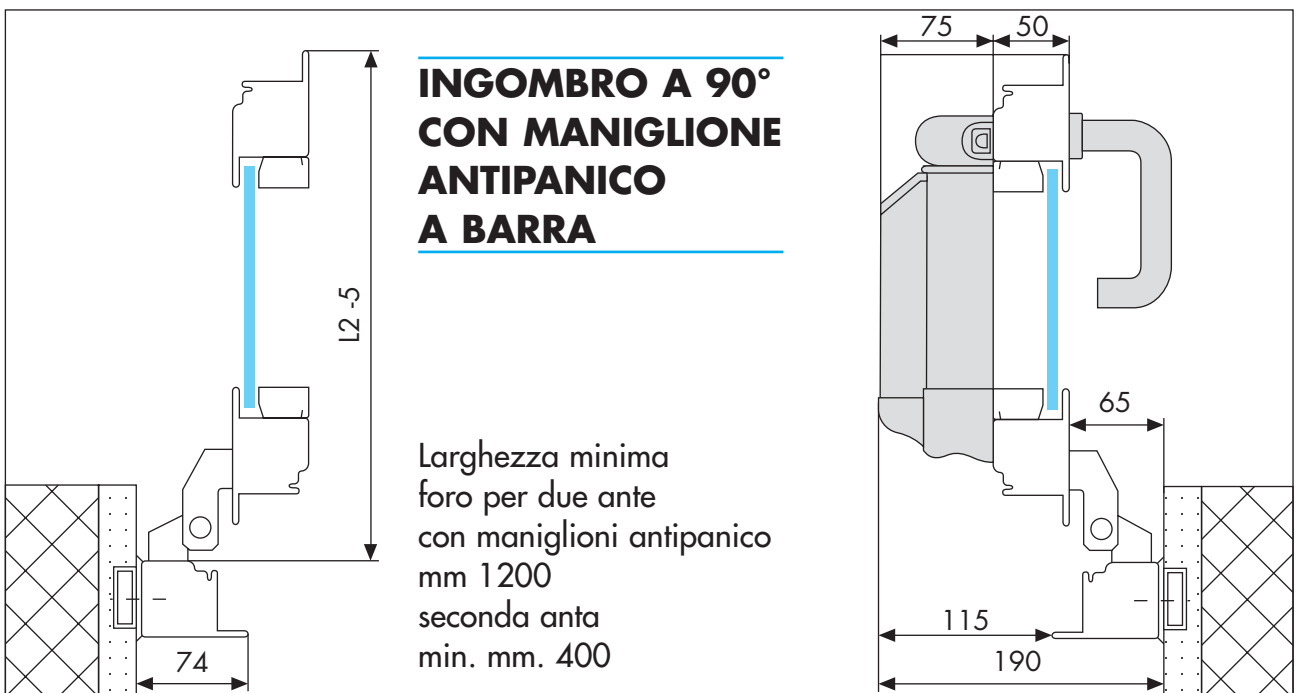 75
50
INGOMBRO A 90°
CON MANIGLIONE
ANTIPANICO
A BARRA
L2 -5
65
Larghezza minima
foro per due ante
con maniglioni antipanico
mm 1200
seconda anta
min. mm. 400
74
115
190